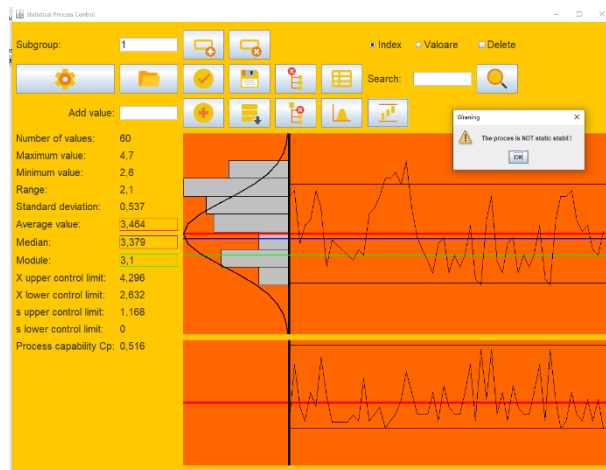 Statistical Process Control
Subgroup: 1 Index Valoare Delete
Search:
Add value:
Warning
The proces is NOT static stabil !
OK
Number of values: 60
Maximum value: 4,7
Minimum value: 2,6
Range: 2,1
Standard deviation: 0,537
Average value: 3,464
Median: 3,379
Module: 3,1
X upper control limit: 4,296
X lower control limit: 2,632
s upper control limit: 1,168
s lower control limit: 0
Process capability Cp: 0,516